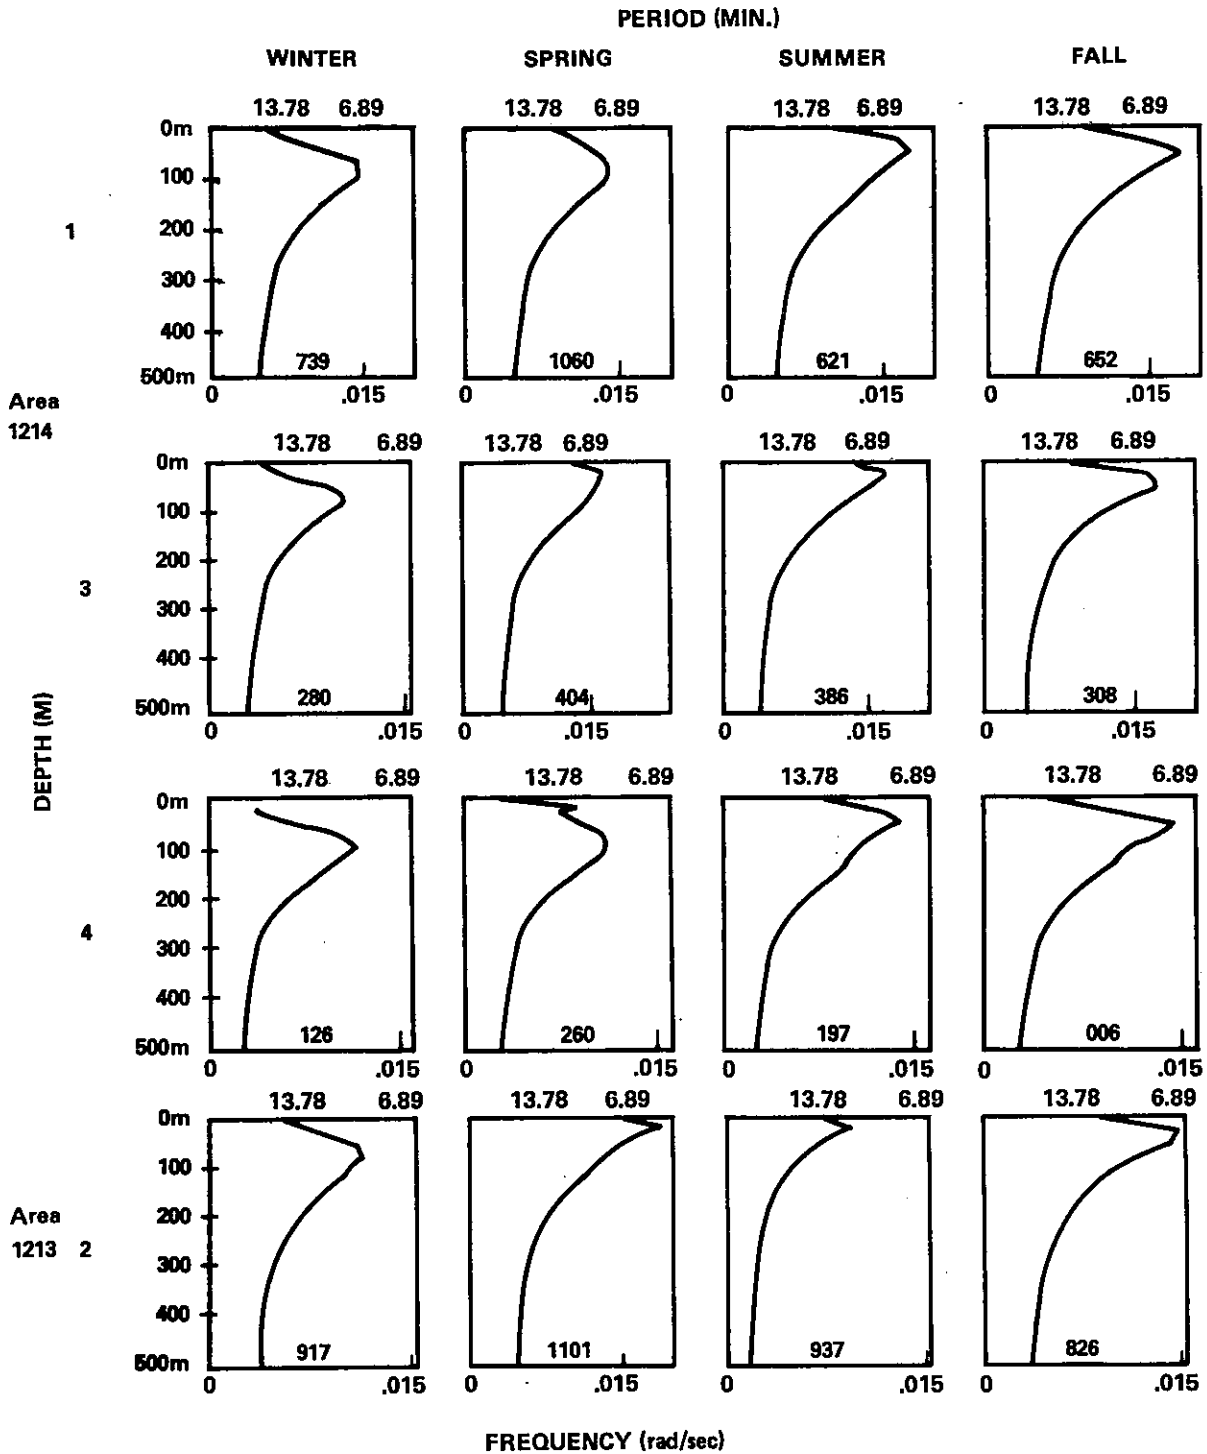 PERIOD (MIN.)
WINTER SPRING SUMMER FALL
13.78 6.89 13.78 6.89 13.78 6.89 13.78 6.89
0m
100
200
300
400
500m
1
739 1060 621 652
0 .015 0 .015 0 .015 0 .015
Area
1214
13.78 6.89 13.78 6.89 13.78 6.89 13.78 6.89
0m
100
200
300
400
500m
3
280 404 386 308
0 .015 0 .015 0 .015 0 .015
DEPTH (M)
13.78 6.89 13.78 6.89 13.78 6.89 13.78 6.89
0m
100
200
300
400
500m
4
126 260 197 006
0 .015 0 .015 0 .015 0 .015
13.78 6.89 13.78 6.89 13.78 6.89 13.78 6.89
0m
100
200
300
400
500m
Area
1213 2
917 1101 937 826
0 .015 0 .015 0 .015 0 .015
FREQUENCY (rad/sec)